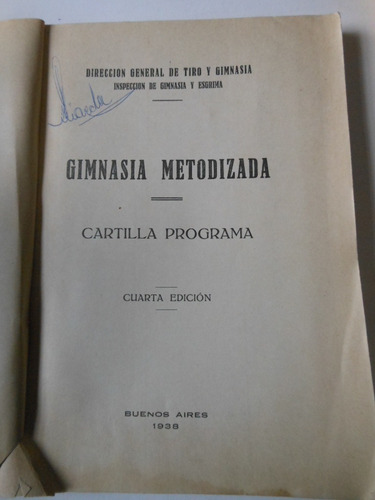 DIRECCION GENERAL DE TIRO Y GIMNASIA
INSPECCION DE GIMNASIA Y ESGRIMA
GIMNASIA METODIZADA
CARTILLA PROGRAMA
CUARTA EDICIÓN
BUENOS AIRES
1938